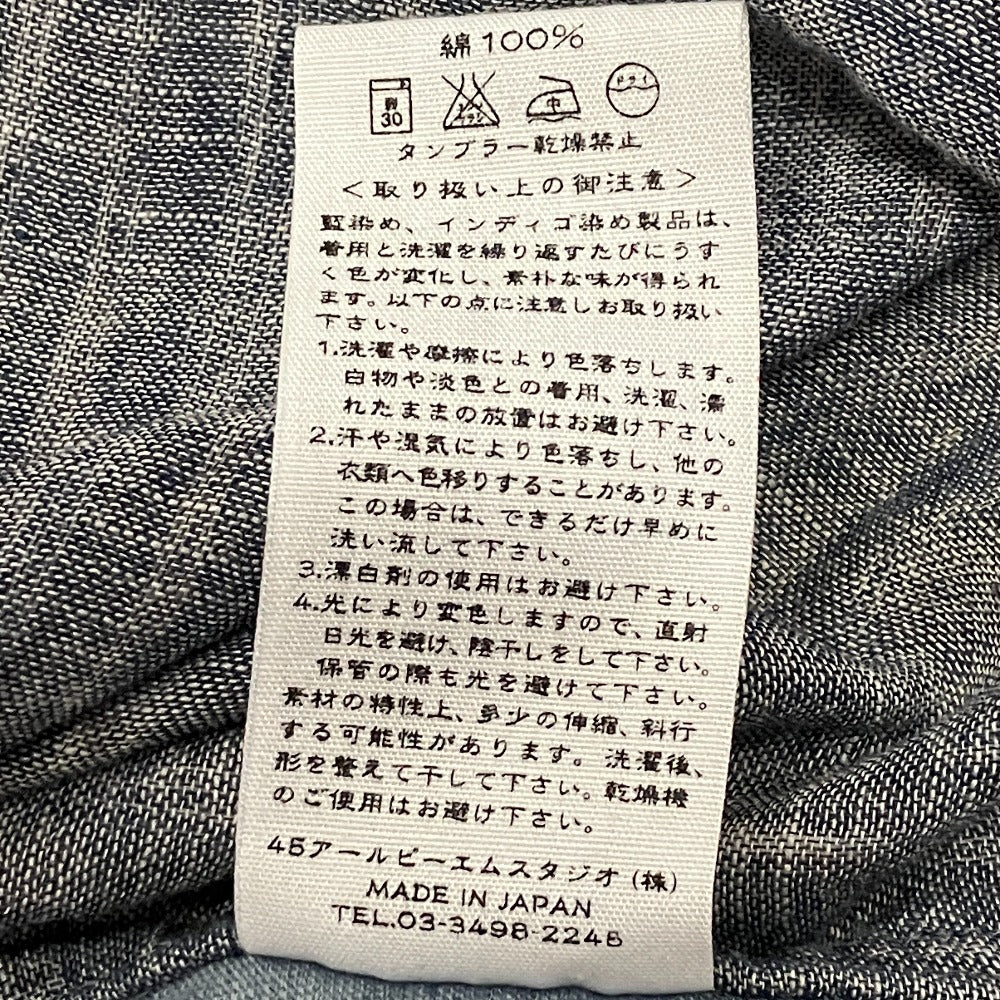 綿100%
弱 30 エンソ サラシ 中 ドライ
タンブラー乾燥禁止
<取り扱い上の御注意>
藍染め、インディゴ染め製品は、
着用と洗濯を繰り返すたびにうす
く色が変化し、素朴な味が得られ
ます。以下の点に注意しお取り扱い
下さい。
1.洗濯や摩擦により色落ちします。
白物や淡色との着用、洗濯、濡
れたままの放置はお避け下さい。
2.汗や湿気により色落ちし、他の
衣類へ色移りすることがあります。
この場合は、できるだけ早めに
洗い流して下さい。
3.漂白剤の使用はお避け下さい。
4.光により変色しますので、直射
日光を避け、陰干しをして下さい。
保管の際も光を避けて下さい。
素材の特性上、多少の伸縮、斜行
する可能性があります。洗濯後、
形を整えて干して下さい。乾燥機
のご使用はお避け下さい。
45アールピーエムスタジオ(株)
MADE IN JAPAN
TEL.03-3498-2248